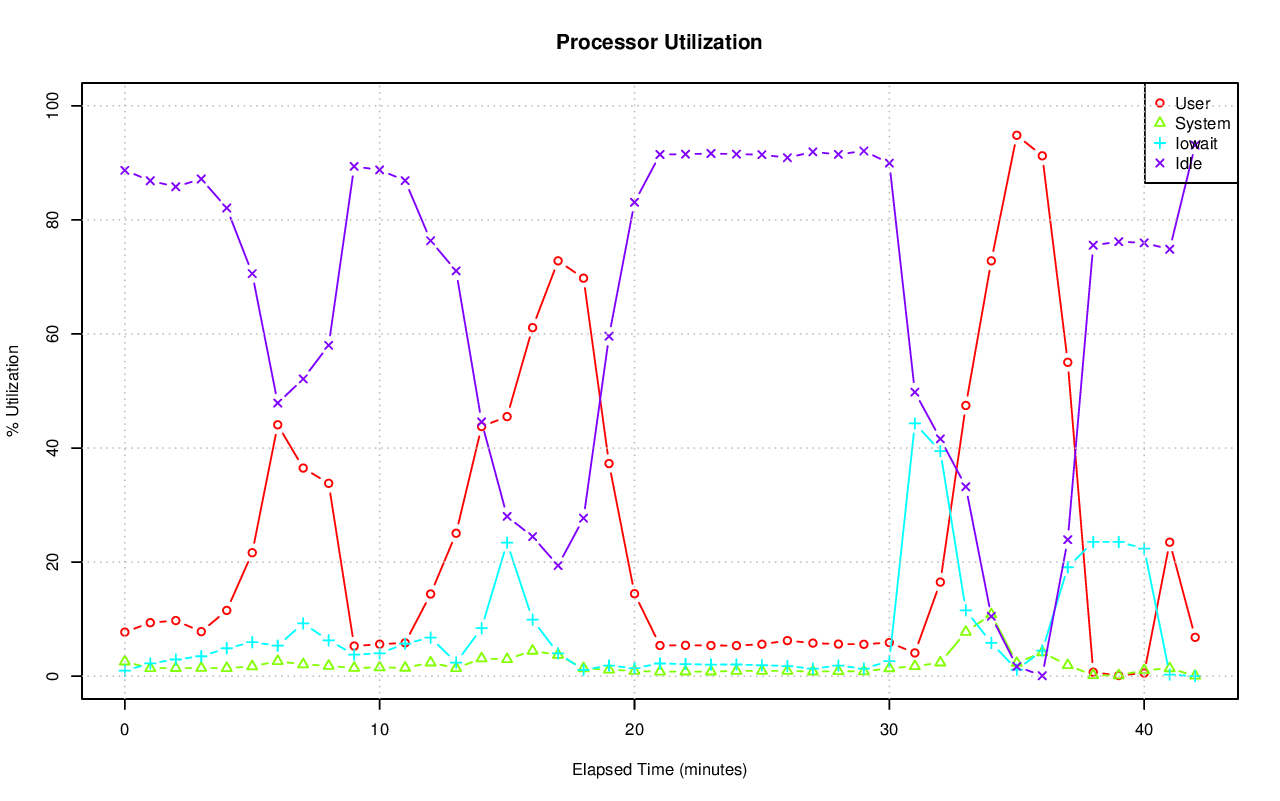 Processor Utilization
% Utilization
100
80
60
40
20
0
User
System
Iowait
Idle
0 10 20 30 40
Elapsed Time (minutes)